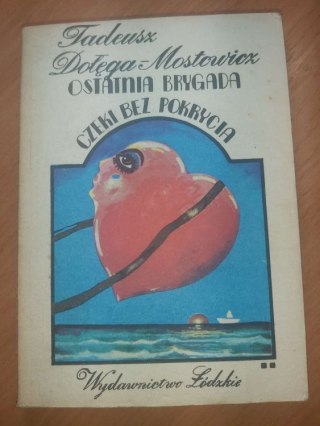 Tadeusz
Dołęga-Mostowicz
OSTATNIA BRYGADA
CZEKI BEZ POKRYCIA
Wydawnictwo Łódzkie